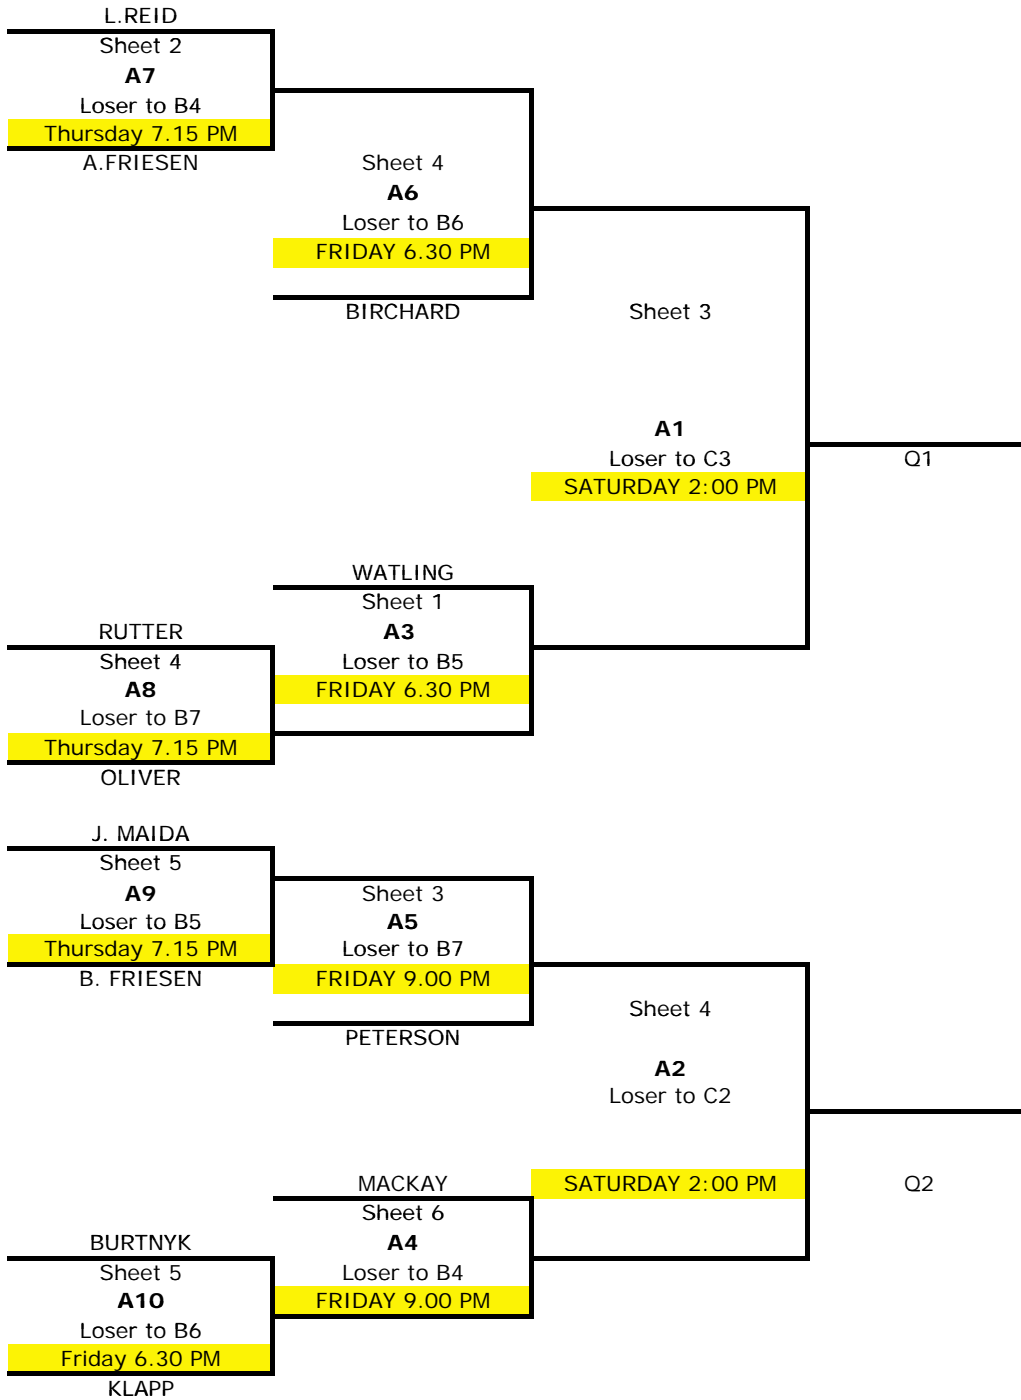 L.REID
Sheet 2
A7
Loser to B4
Thursday 7.15 PM
A.FRIESEN
Sheet 4
A6
Loser to B6
FRIDAY 6.30 PM
BIRCHARD
Sheet 3
A1
Loser to C3
SATURDAY 2:00 PM
Q1
WATLING
Sheet 1
A3
Loser to B5
FRIDAY 6.30 PM
RUTTER
Sheet 4
A8
Loser to B7
Thursday 7.15 PM
OLIVER
J. MAIDA
Sheet 5
A9
Loser to B5
Thursday 7.15 PM
B. FRIESEN
Sheet 3
A5
Loser to B7
FRIDAY 9.00 PM
PETERSON
Sheet 4
A2
Loser to C2
SATURDAY 2:00 PM
Q2
MACKAY
Sheet 6
A4
Loser to B4
FRIDAY 9.00 PM
BURTNYK
Sheet 5
A10
Loser to B6
Friday 6.30 PM
KLAPP